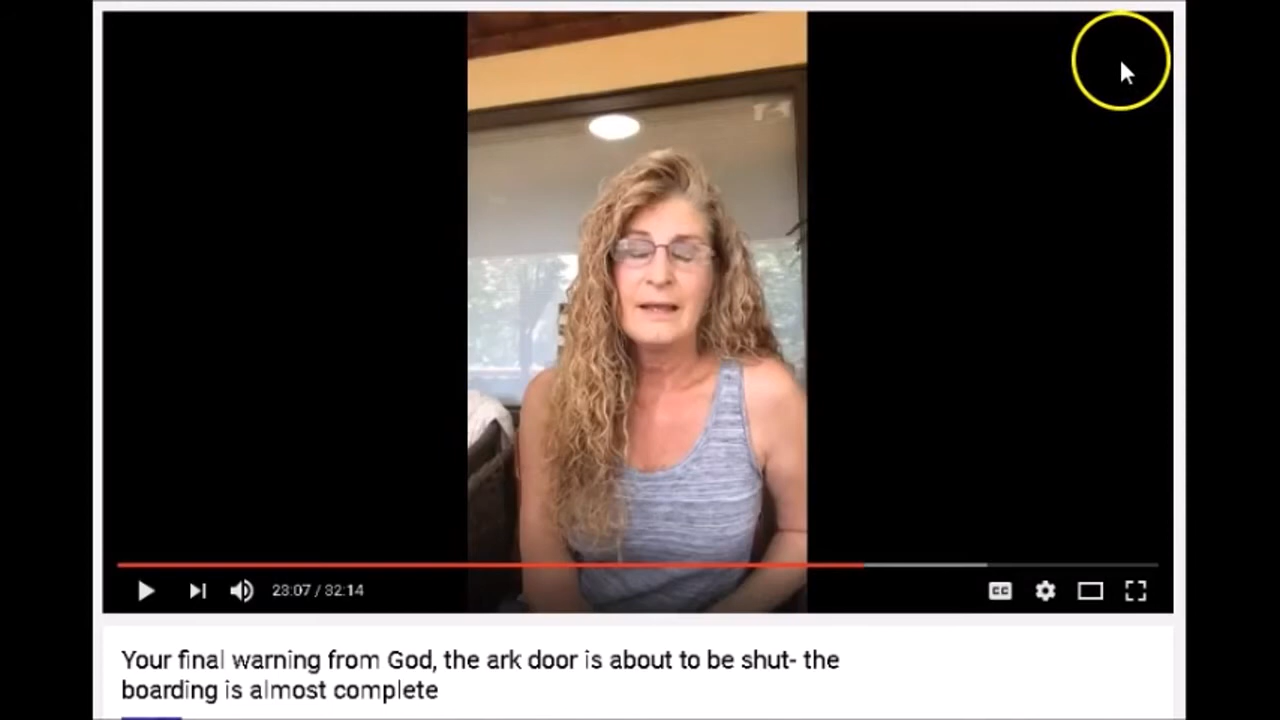 23:07 / 32:14
CC
Your final warning from God, the ark door is about to be shut- the
boarding is almost complete